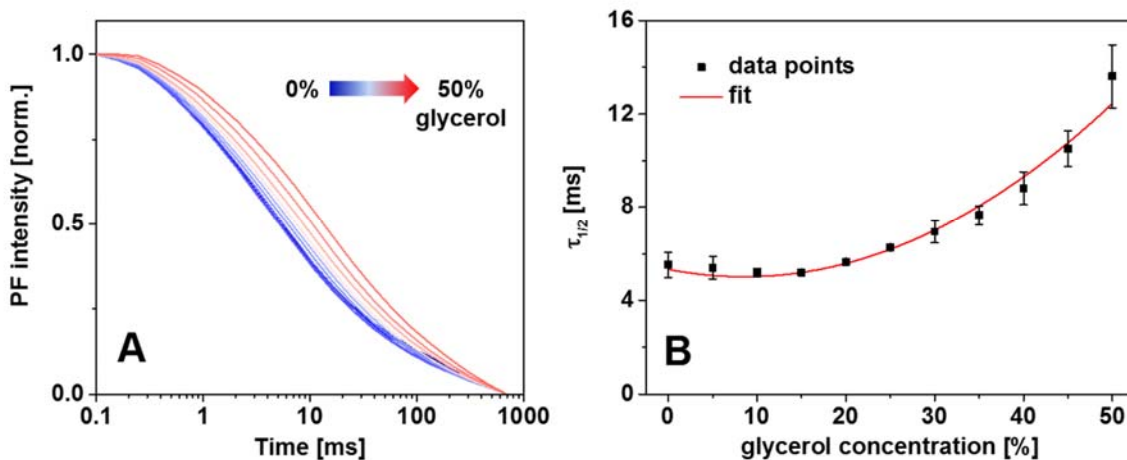 PF intensity [norm.]
1.0
0.5
0.0
0%
50%
glycerol
A
0.1
1
10
100
1000
Time [ms]
τ1/2 [ms]
16
12
8
4
0
data points
fit
B
0
10
20
30
40
50
glycerol concentration [%]